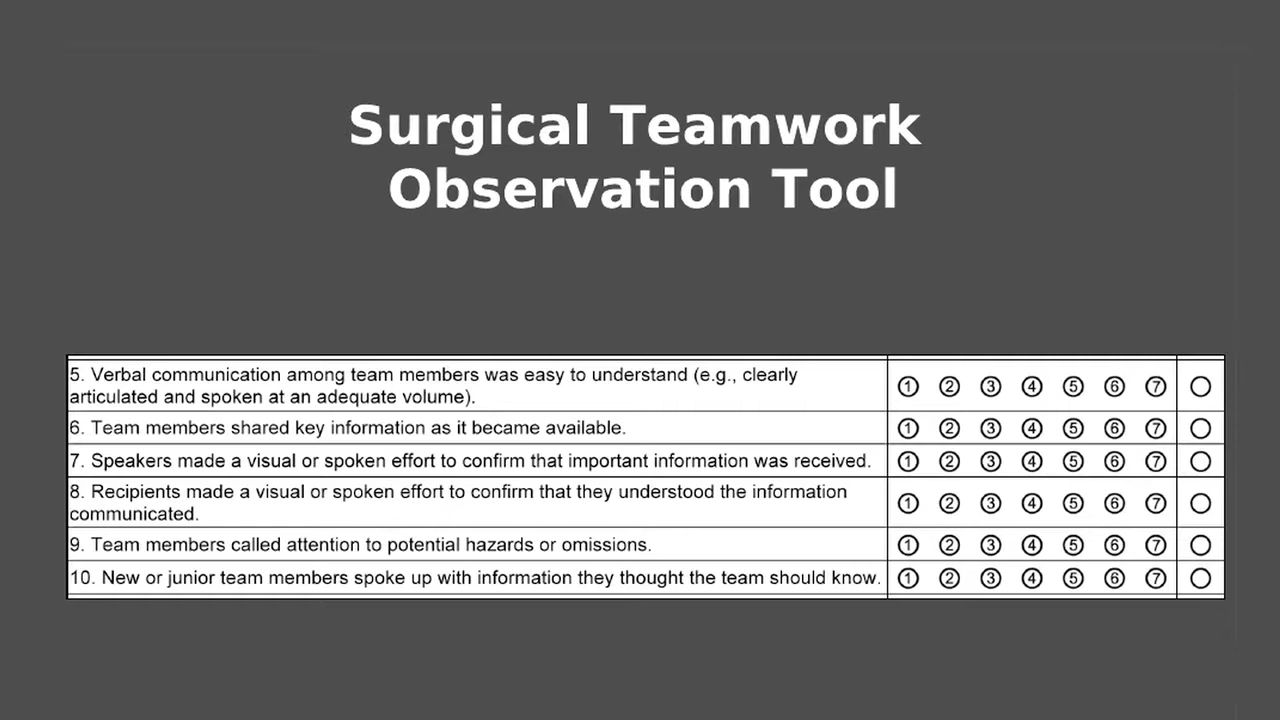 Surgical Teamwork
Observation Tool
5. Verbal communication among team members was easy to understand (e.g., clearly
articulated and spoken at an adequate volume). 1 2 3 4 5 6 7
6. Team members shared key information as it became available. 1 2 3 4 5 6 7
7. Speakers made a visual or spoken effort to confirm that important information was received. 1 2 3 4 5 6 7
8. Recipients made a visual or spoken effort to confirm that they understood the information
communicated. 1 2 3 4 5 6 7
9. Team members called attention to potential hazards or omissions. 1 2 3 4 5 6 7
10. New or junior team members spoke up with information they thought the team should know. 1 2 3 4 5 6 7